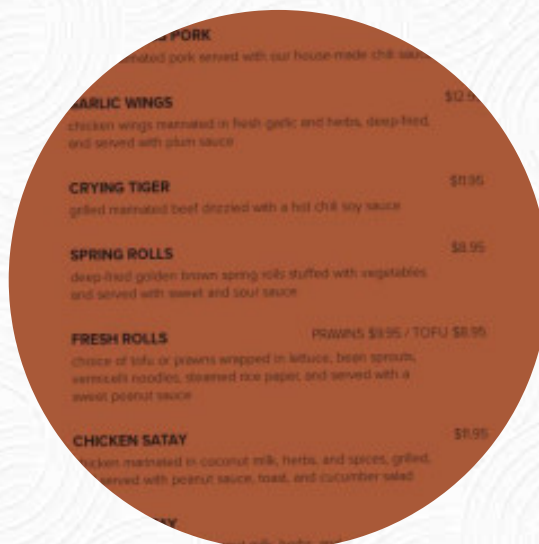 PORK
pork served with our house-made chili
GARLIC WINGS $12.95
chicken wings marinated in fresh garlic and herbs, deep-fried,
and served with plum sauce
CRYING TIGER $11.95
grilled marinated beef drizzled with a hot chili soy sauce
SPRING ROLLS $8.95
deep-fried golden brown spring rolls stuffed with vegetables
and served with sweet and sour sauce
FRESH ROLLS PRAWNS $9.95 / TOFU $8.95
choice of tofu or prawns wrapped in lettuce, bean sprouts,
vermicelli noodles, steamed rice paper, and served with a
sweet peanut sauce
CHICKEN SATAY $11.95
chicken marinated in coconut milk, herbs, and spices, grilled,
served with peanut sauce, toast, and cucumber salad